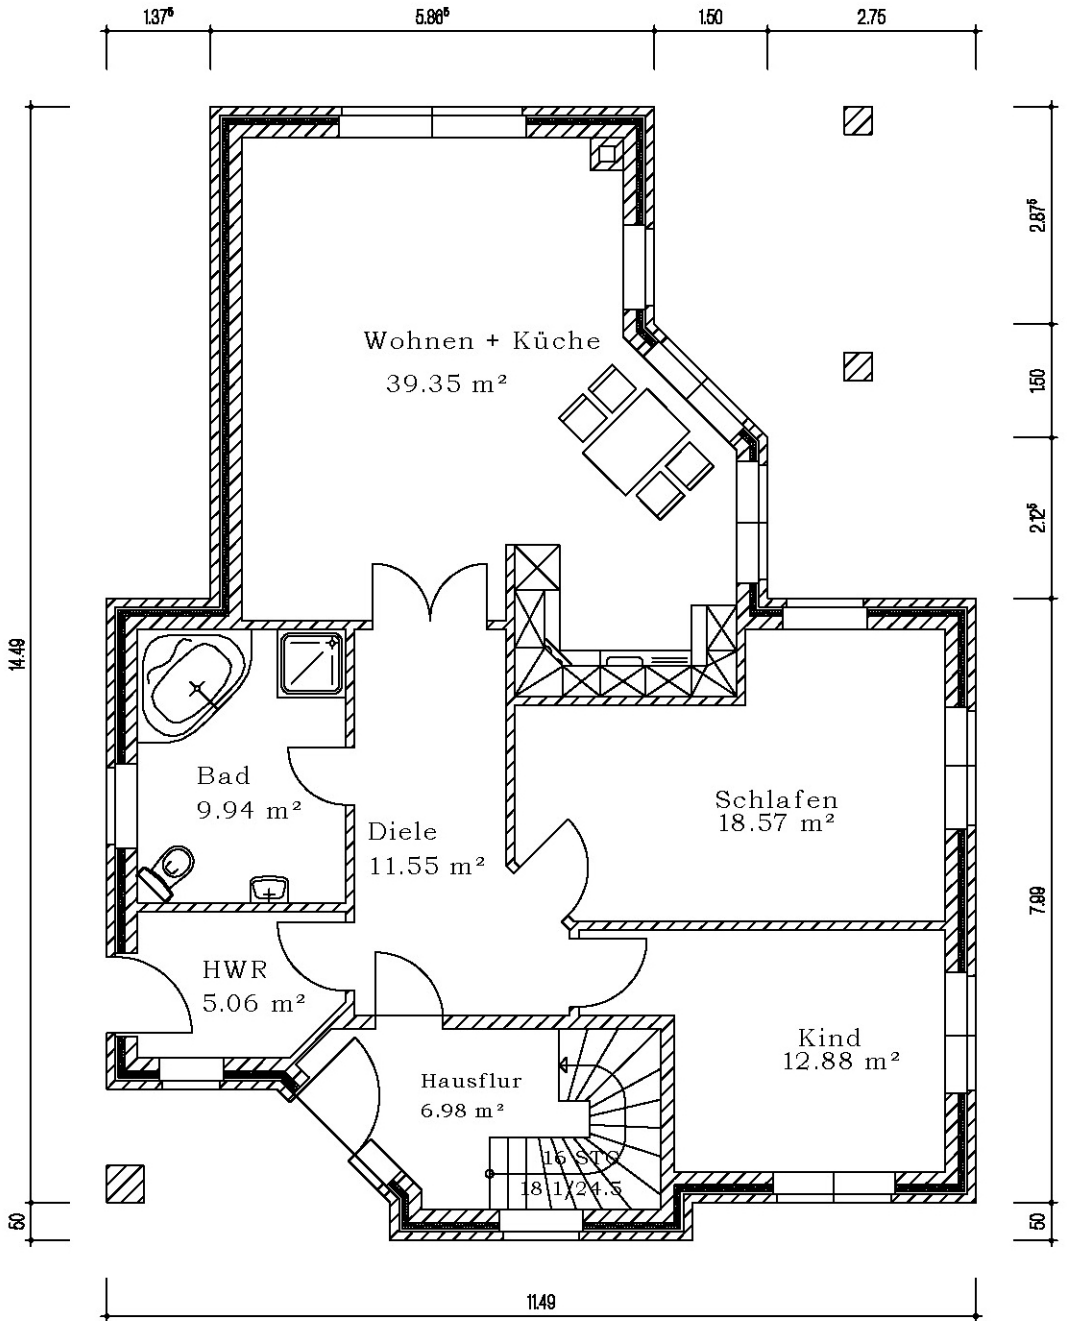 1.37⁵ 5.86⁵ 1.50 2.75
2.87⁵
Wohnen + Küche
39.35 m²
1.50
2.12⁵
14.49
Bad
9.94 m²
Schlafen
18.57 m²
Diele
11.55 m²
7.99
HWR
5.06 m²
Kind
12.88 m²
Hausflur
6.98 m²
16 STG
18.1/24.5
50
50
11.49